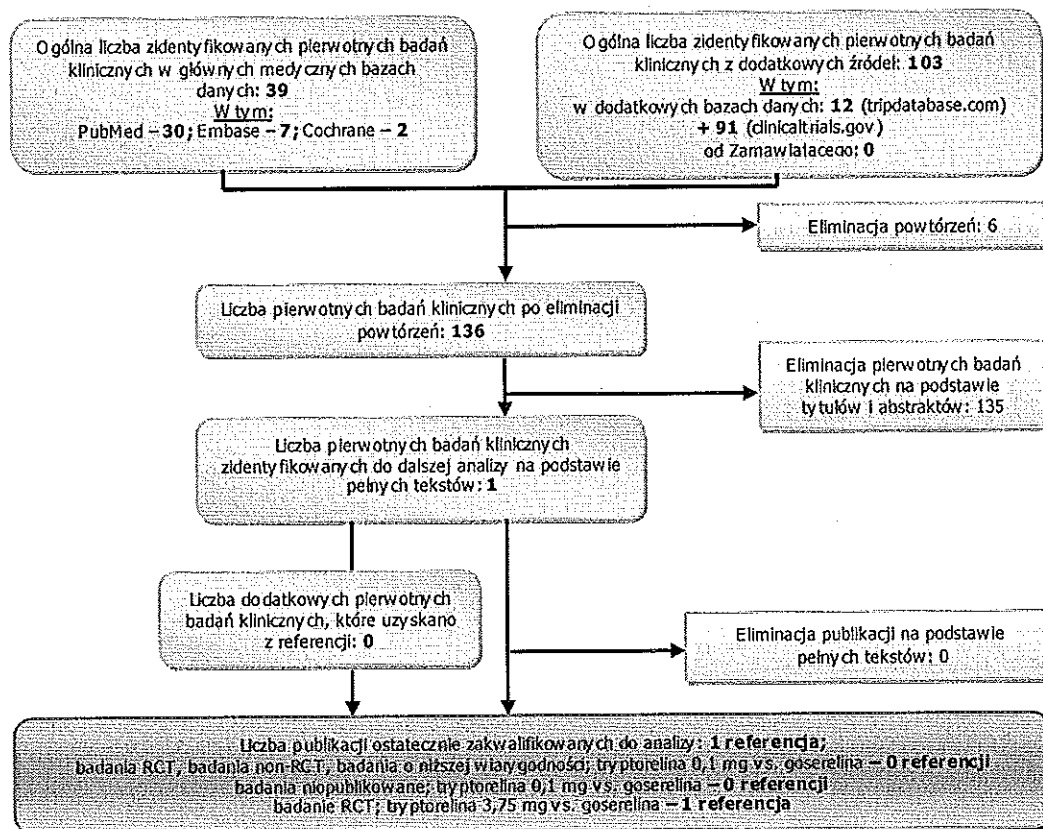 Ogólna liczba zidentyfikowanych pierwotnych badań
klinicznych w głównych medycznych bazach
danych: 39
W tym:
PubMed – 30; Embase – 7; Cochrane – 2
Ogólna liczba zidentyfikowanych pierwotnych badań
klinicznych z dodatkowych źródeł: 103
W tym:
w dodatkowych bazach danych: 12 (tripdatabase.com)
+ 91 (clinicaltrials.gov)
od Zamawiającego: 0
Eliminacja powtórzeń: 6
Liczba pierwotnych badań klinicznych po eliminacji
powtórzeń: 136
Eliminacja pierwotnych badań
klinicznych na podstawie
tytułów i abstraktów: 135
Liczba pierwotnych badań klinicznych
zidentyfikowanych do dalszej analizy na podstawie
pełnych tekstów: 1
Liczba dodatkowych pierwotnych
badań klinicznych, które uzyskano
z referencji: 0
Eliminacja publikacji na podstawie
pełnych tekstów: 0
Liczba publikacji ostatecznie zakwalifikowanych do analizy: 1 referencja;
badania RCT, badania non-RCT, badania o niższej wiarygodności; tryptorelina 0,1 mg vs. goserelina – 0 referencji
badania niopublikowane; tryptorelina 0,1 mg vs. goserelina – 0 referencji
badanie RCT; tryptorelina 3,75 mg vs. goserelina – 1 referencja